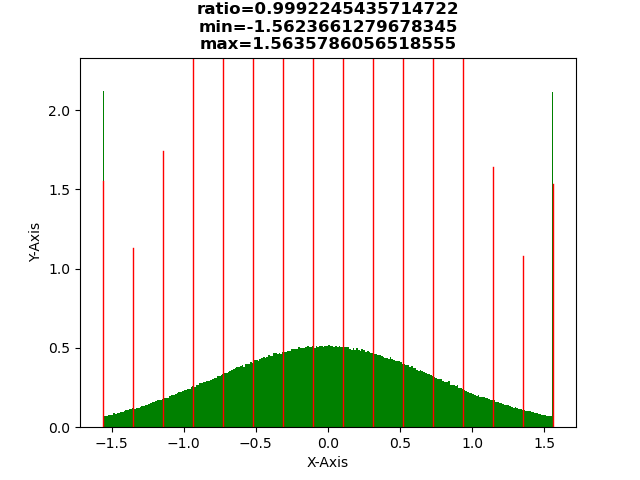 ratio=0.9992245435714722
min=-1.5623661279678345
max=1.5635786056518555
2.0
1.5
1.0
0.5
0.0
Y-Axis
−1.5 −1.0 −0.5 0.0 0.5 1.0 1.5
X-Axis